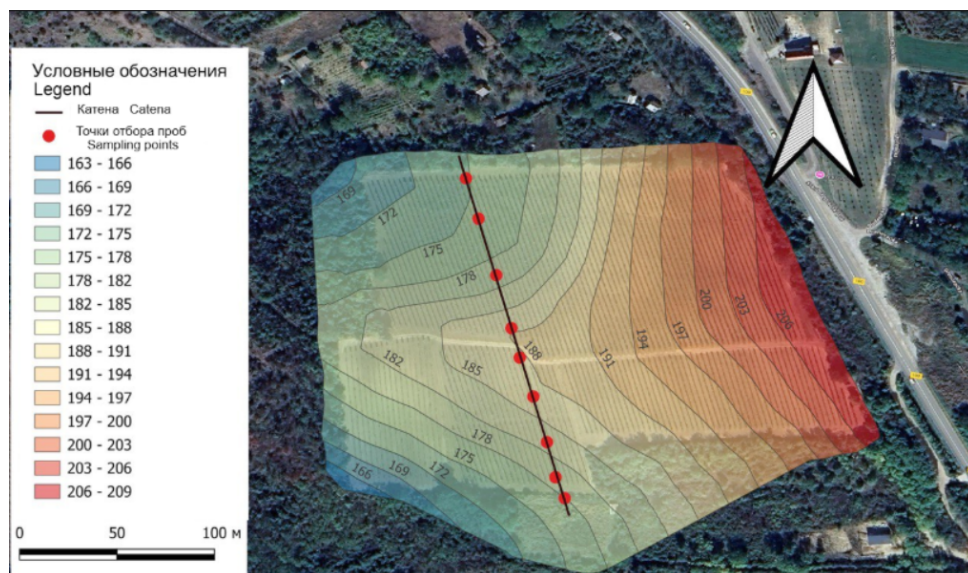 Условные обозначения
Legend
Катена Catena
Точки отбора проб
Sampling points
163 - 166
166 - 169
169 - 172
172 - 175
175 - 178
178 - 182
182 - 185
185 - 188
188 - 191
191 - 194
194 - 197
197 - 200
200 - 203
203 - 206
206 - 209
0 50 100 м
169
172
175
178
182
185
188
191
194
197
200
203
206
178
175
172
169
166